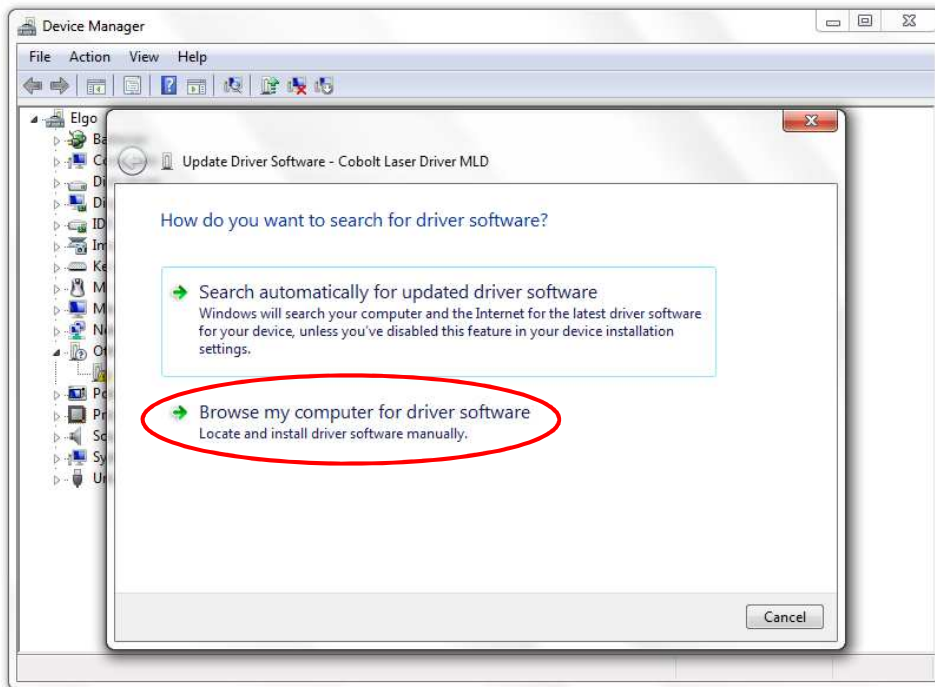 Device Manager
File Action View Help
Elgo
Update Driver Software - Cobolt Laser Driver MLD
How do you want to search for driver software?
Search automatically for updated driver software
Windows will search your computer and the Internet for the latest driver software
for your device, unless you've disabled this feature in your device installation
settings.
Browse my computer for driver software
Locate and install driver software manually.
Cancel